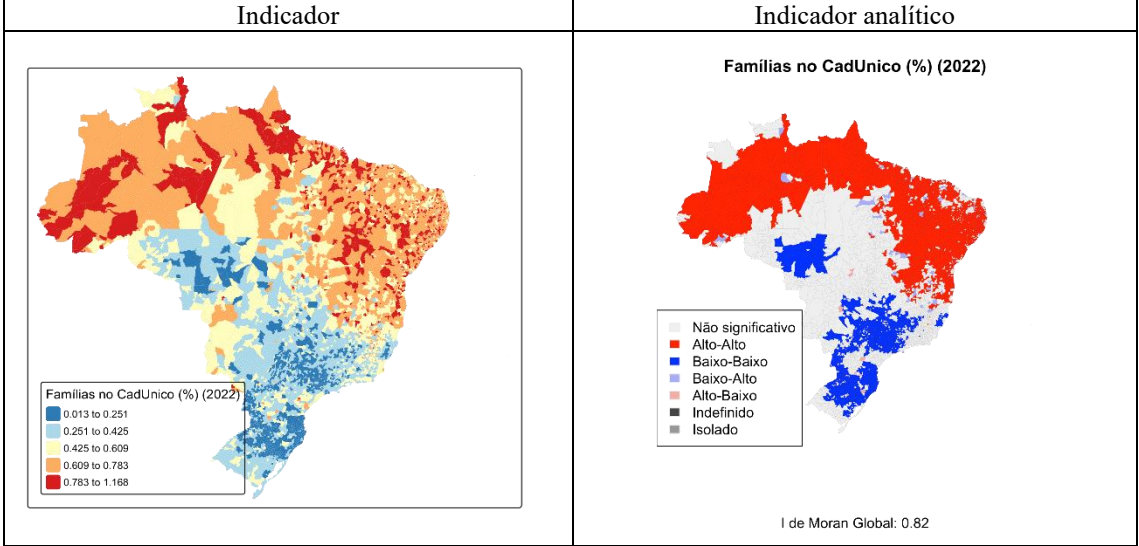 Indicador
Indicador analítico
Famílias no CadUnico (%) (2022)
0.013 to 0.251
0.251 to 0.425
0.425 to 0.609
0.609 to 0.783
0.783 to 1.168
Famílias no CadUnico (%) (2022)
Não significativo
Alto-Alto
Baixo-Baixo
Baixo-Alto
Alto-Baixo
Indefinido
Isolado
I de Moran Global: 0.82